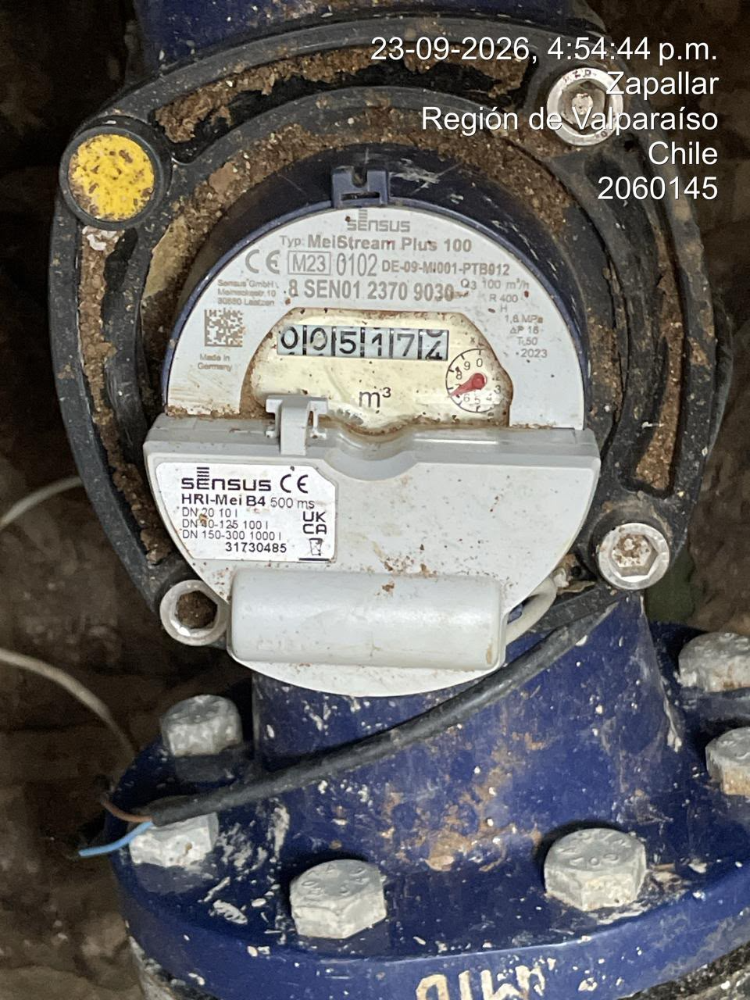 23-09-2026, 4:54:44 p.m.
Zapallar
Región de Valparaíso
Chile
2060145
SENSUS
Typ: MeiStream Plus 100
CE M23 0102 DE-09-MI001-PTB012
Sensus GmbH
Meineckestr. 10
30880 Laatzen
8 SEN01 2370 9030
Q3 100 m³/h
R 400
H
1,6 MPa
ΔP 16
T 50
2023
Made in
Germany
005174
m³
SENSUS CE
HRI-Mei B4 500 ms
DN 20 10 l
DN 40-125 100 l
DN 150-300 1000 l
UK
CA
31730485